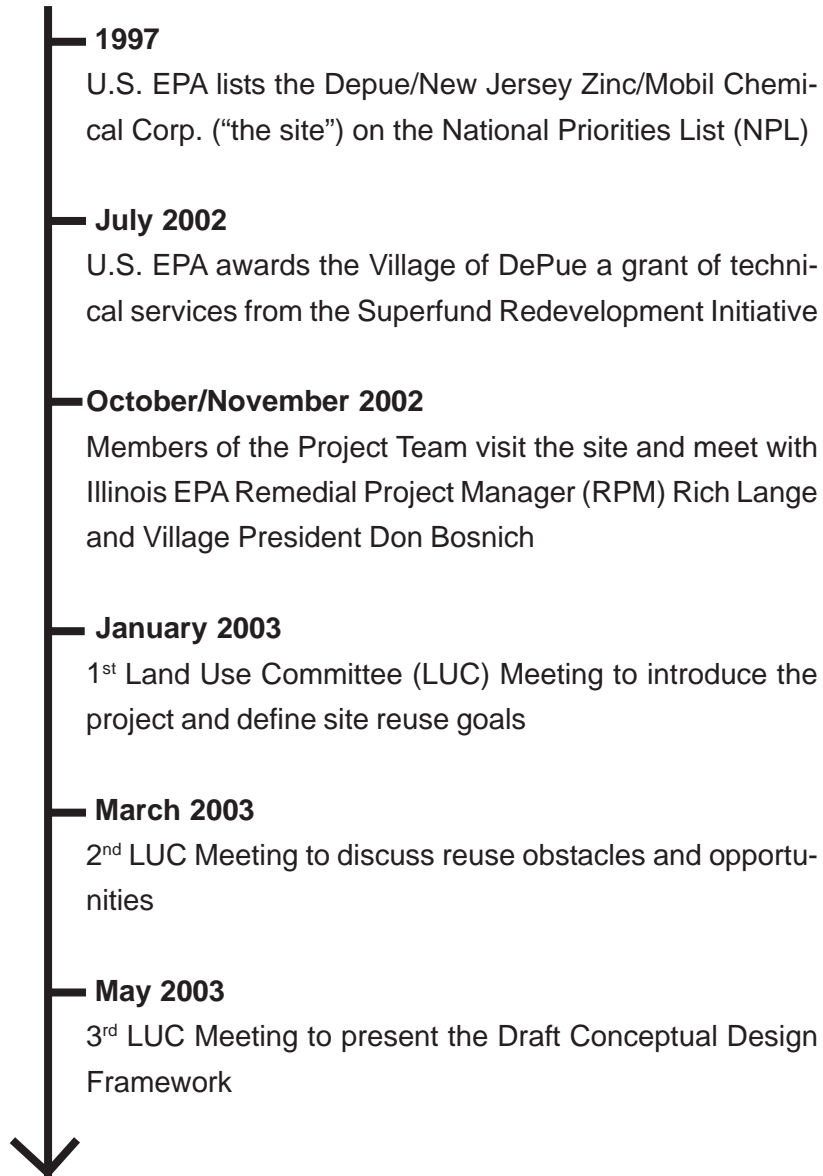 1997
U.S. EPA lists the Depue/New Jersey Zinc/Mobil Chemi-
cal Corp. (“the site”) on the National Priorities List (NPL)
July 2002
U.S. EPA awards the Village of DePue a grant of techni-
cal services from the Superfund Redevelopment Initiative
October/November 2002
Members of the Project Team visit the site and meet with
Illinois EPA Remedial Project Manager (RPM) Rich Lange
and Village President Don Bosnich
January 2003
1st Land Use Committee (LUC) Meeting to introduce the
project and define site reuse goals
March 2003
2nd LUC Meeting to discuss reuse obstacles and opportu-
nities
May 2003
3rd LUC Meeting to present the Draft Conceptual Design
Framework